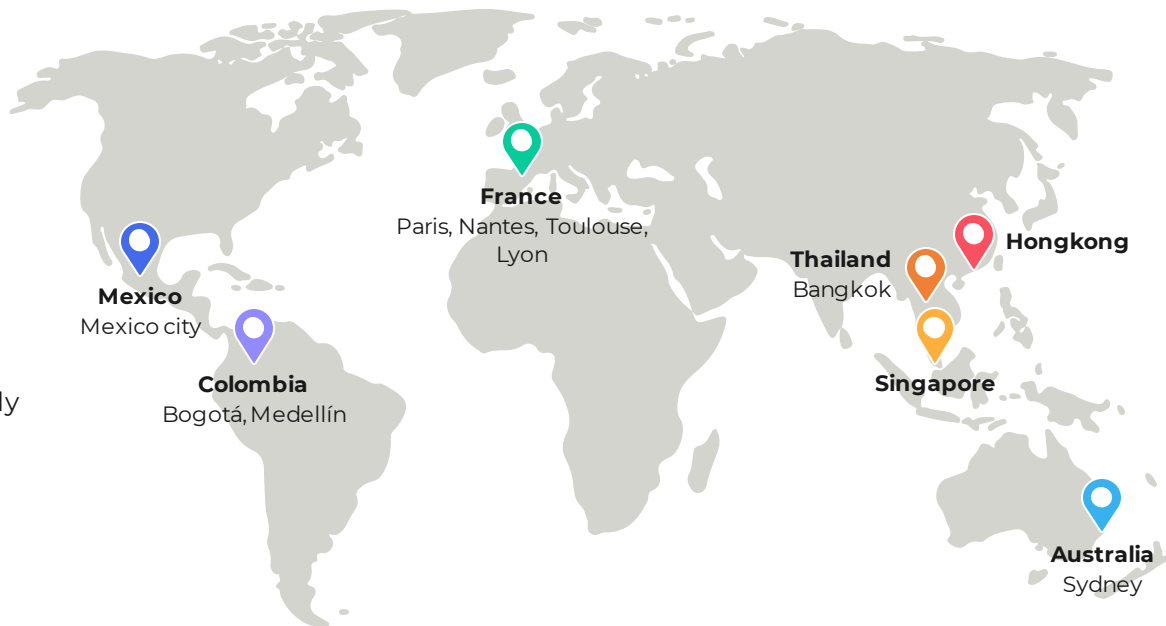 France
Paris, Nantes, Toulouse,
Lyon
Hongkong
Thailand
Bangkok
Mexico
Mexico city
Colombia
Bogotá, Medellín
Singapore
Australia
Sydney